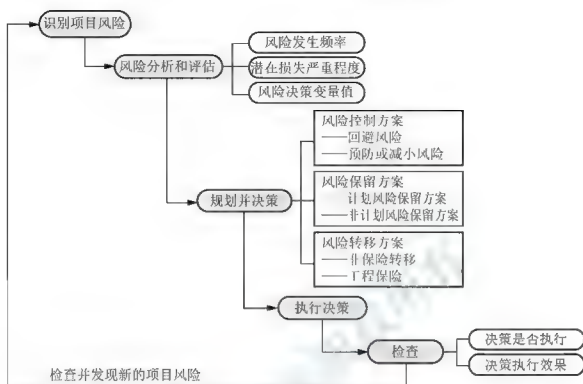 识别项目风险
风险分析和评估
风险发生频率
潜在损失严重程度
风险决策变量值
规划并决策
风险控制方案
——回避风险
——预防或减小风险
风险保留方案
——计划风险保留方案
——非计划风险保留方案
风险转移方案
——非保险转移
——工程保险
执行决策
检查
决策是否执行
决策执行效果
检查并发现新的项目风险